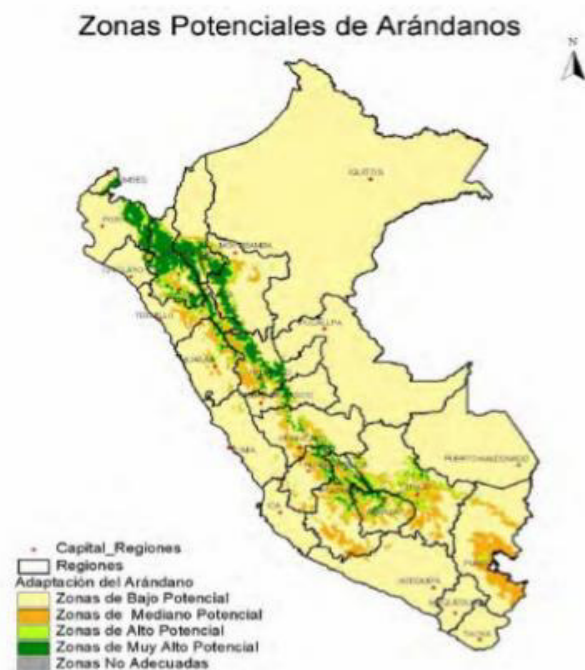 Zonas Potenciales de Arándanos
N
IQUITOS
MOYOBAMBA
PUCALLPA
PUERTO MALDONADO
ICA
AREQUIPA
TACNA
Capital_Regiones
Regiones
Adaptación del Arándano
Zonas de Bajo Potencial
Zonas de Mediano Potencial
Zonas de Alto Potencial
Zonas de Muy Alto Potencial
Zonas No Adecuadas